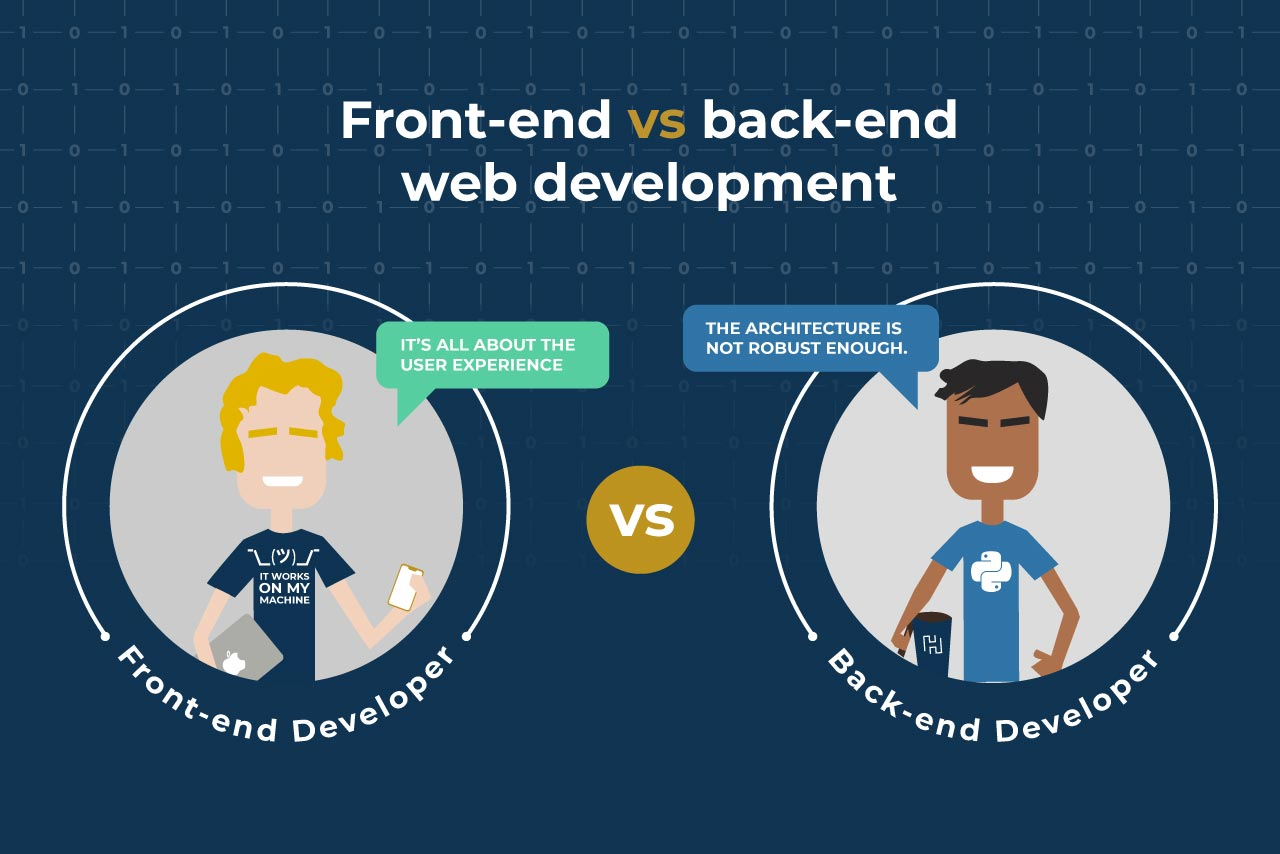 Front-end vs back-end
web development
IT'S ALL ABOUT THE
USER EXPERIENCE
THE ARCHITECTURE IS
NOT ROBUST ENOUGH.
VS
¯\_(ツ)_/¯
IT WORKS
ON MY
MACHINE
H
Front-end Developer
Back-end Developer